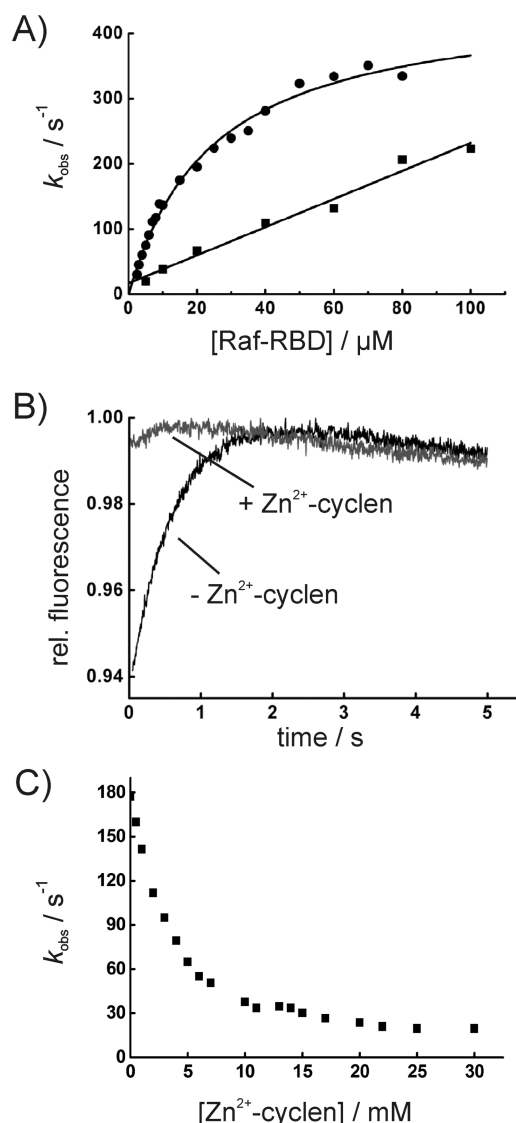 A)
400
300
200
100
0
k_obs / s⁻¹
0 20 40 60 80 100
[Raf-RBD] / µM
B)
1.00
0.98
0.96
0.94
rel. fluorescence
+ Zn²⁺-cyclen
- Zn²⁺-cyclen
0 1 2 3 4 5
time / s
C)
180
150
120
90
60
30
0
k_obs / s⁻¹
0 5 10 15 20 25 30
[Zn²⁺-cyclen] / mM